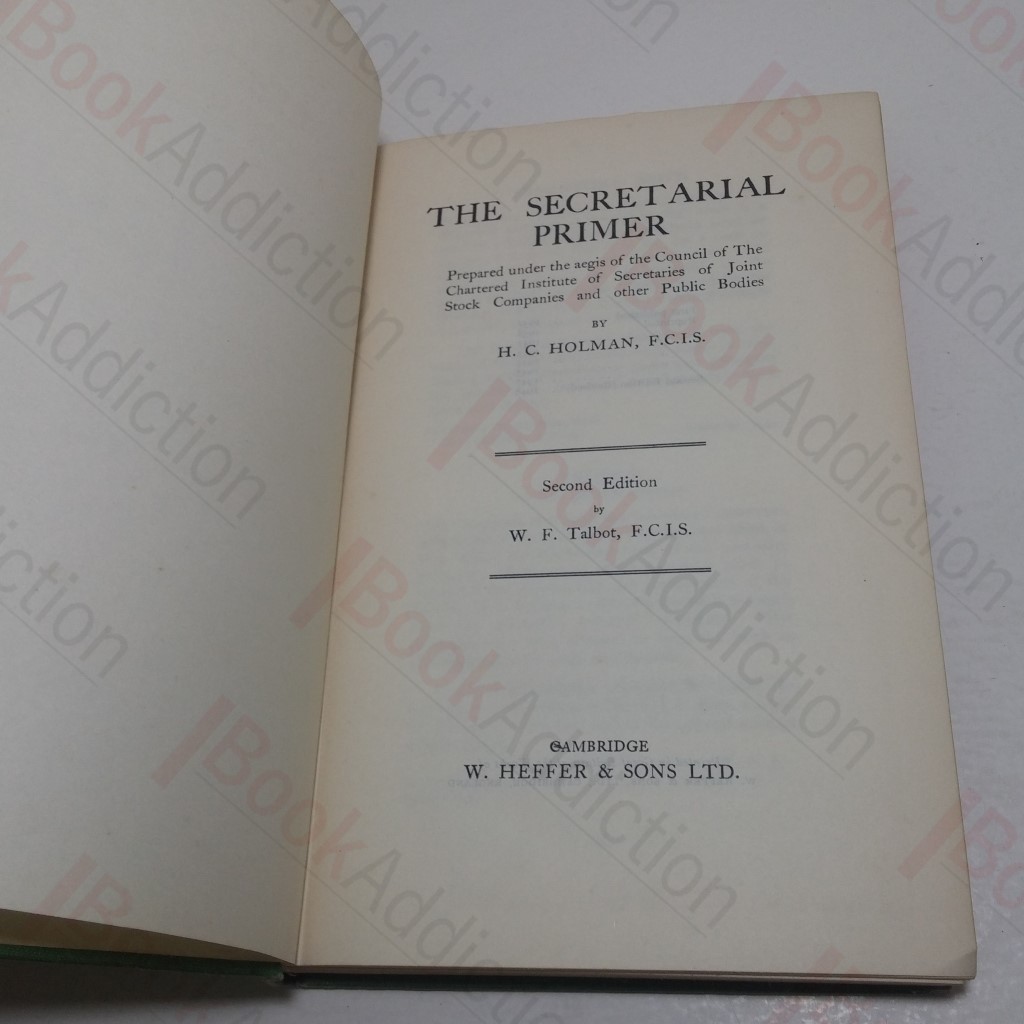 THE SECRETARIAL
PRIMER
Prepared under the aegis of the Council of The
Chartered Institute of Secretaries of Joint
Stock Companies and other Public Bodies
BY
H. C. HOLMAN, F.C.I.S.
Second Edition
by
W. F. Talbot, F.C.I.S.
CAMBRIDGE
W. HEFFER & SONS LTD.
BookAddiction